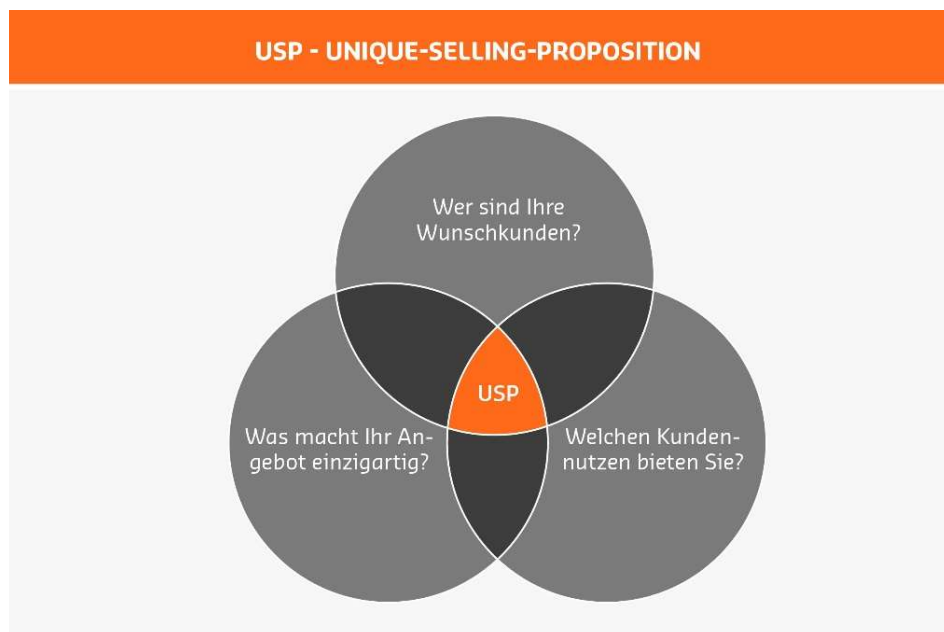 USP - UNIQUE-SELLING-PROPOSITION
Wer sind Ihre
Wunschkunden?
USP
Was macht Ihr An-
gebot einzigartig?
Welchen Kunden-
nutzen bieten Sie?